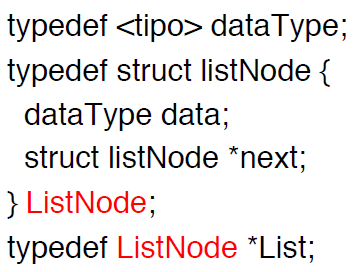 typedef <tipo> dataType;
typedef struct listNode {
dataType data;
struct listNode *next;
} ListNode;
typedef ListNode *List;